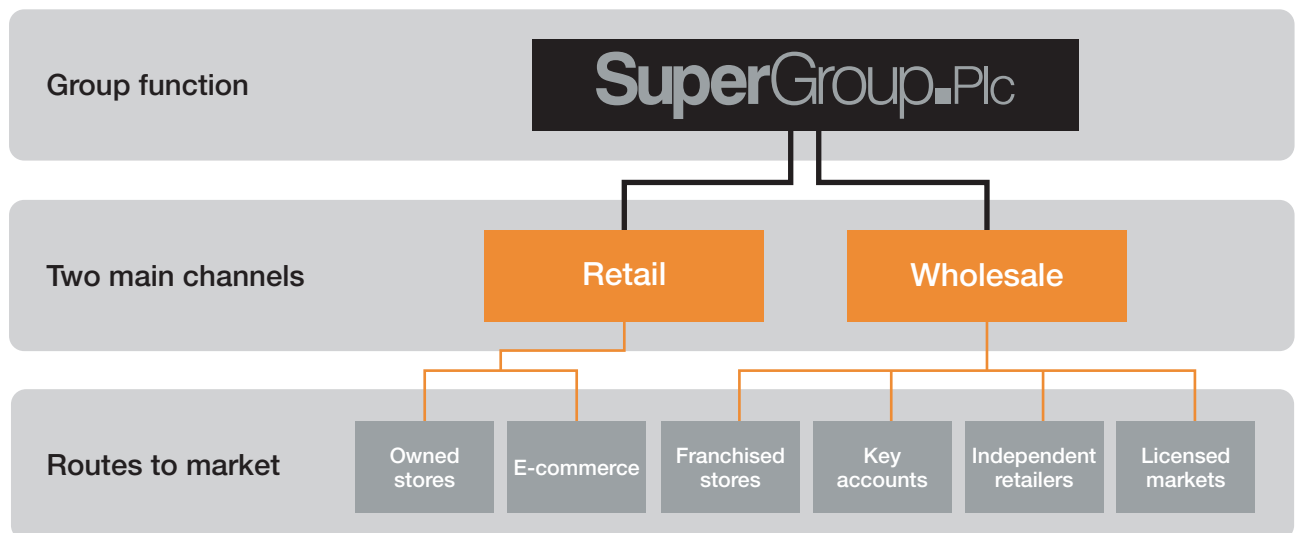 Group function
SuperGroup.Plc
Two main channels
Retail
Wholesale
Routes to market
Owned
stores
E-commerce
Franchised
stores
Key
accounts
Independent
retailers
Licensed
markets